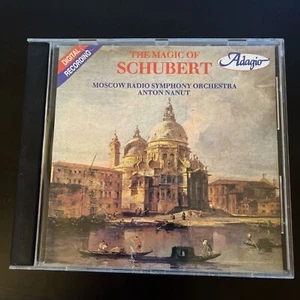 DIGITAL
RECORDING
THE MAGIC OF
SCHUBERT
Adagio
MOSCOW RADIO SYMPHONY ORCHESTRA
ANTON NANUT